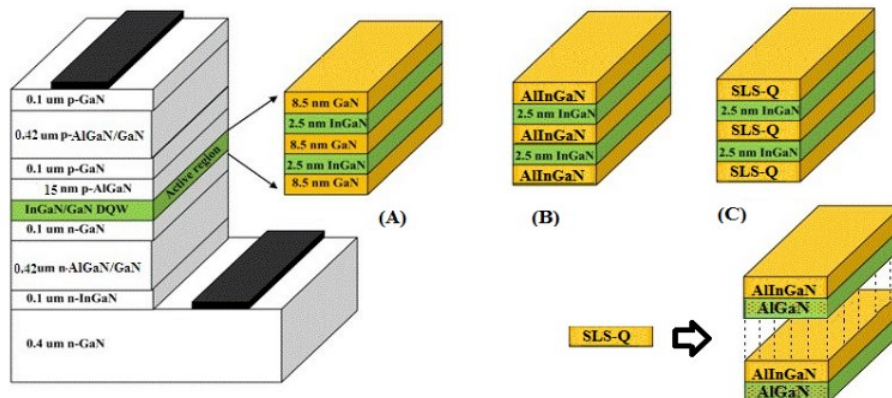 0.1 um p-GaN
0.42 um p-AlGaN/GaN
0.1 um p-GaN
15 nm p-AlGaN
InGaN/GaN DQW
0.1 um n-GaN
0.42um n-AlGaN/GaN
0.1 um n-InGaN
0.4 um n-GaN
Active region
8.5 nm GaN
2.5 nm InGaN
8.5 nm GaN
2.5 nm InGaN
8.5 nm GaN
(A)
AlInGaN
2.5 nm InGaN
AlInGaN
2.5 nm InGaN
AlInGaN
(B)
SLS-Q
2.5 nm InGaN
SLS-Q
2.5 nm InGaN
SLS-Q
(C)
SLS-Q
AlInGaN
AlGaN
AlInGaN
AlGaN